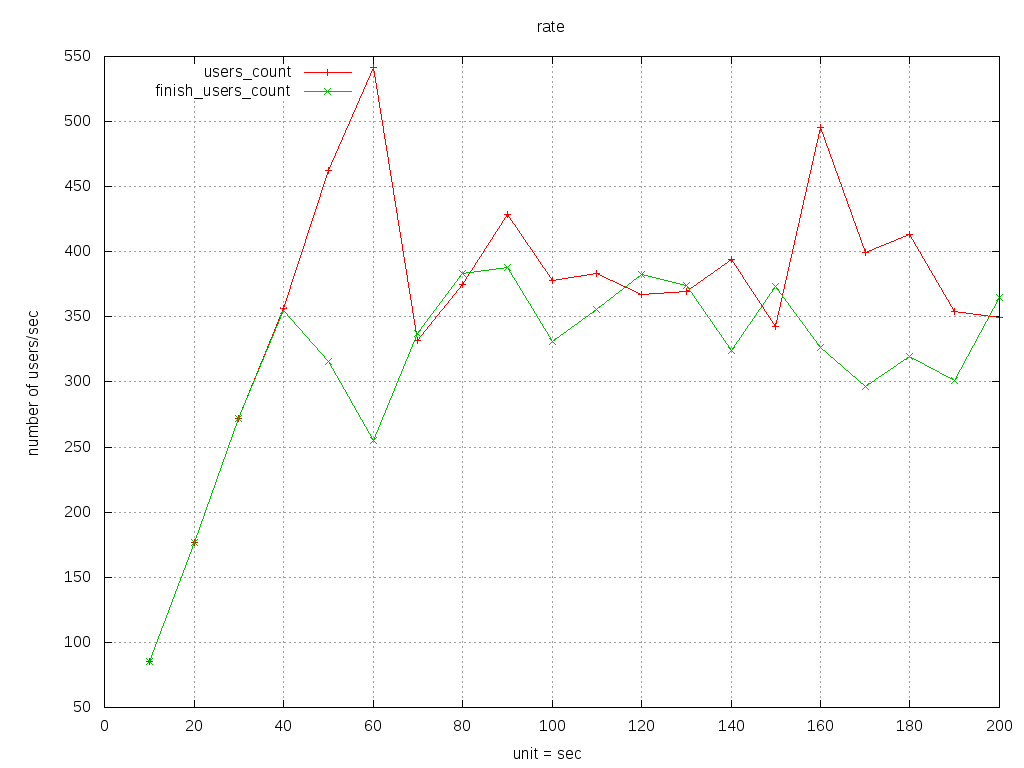 rate
users_count
finish_users_count
550
500
450
400
350
300
250
200
150
100
50
number of users/sec
0 20 40 60 80 100 120 140 160 180 200
unit = sec